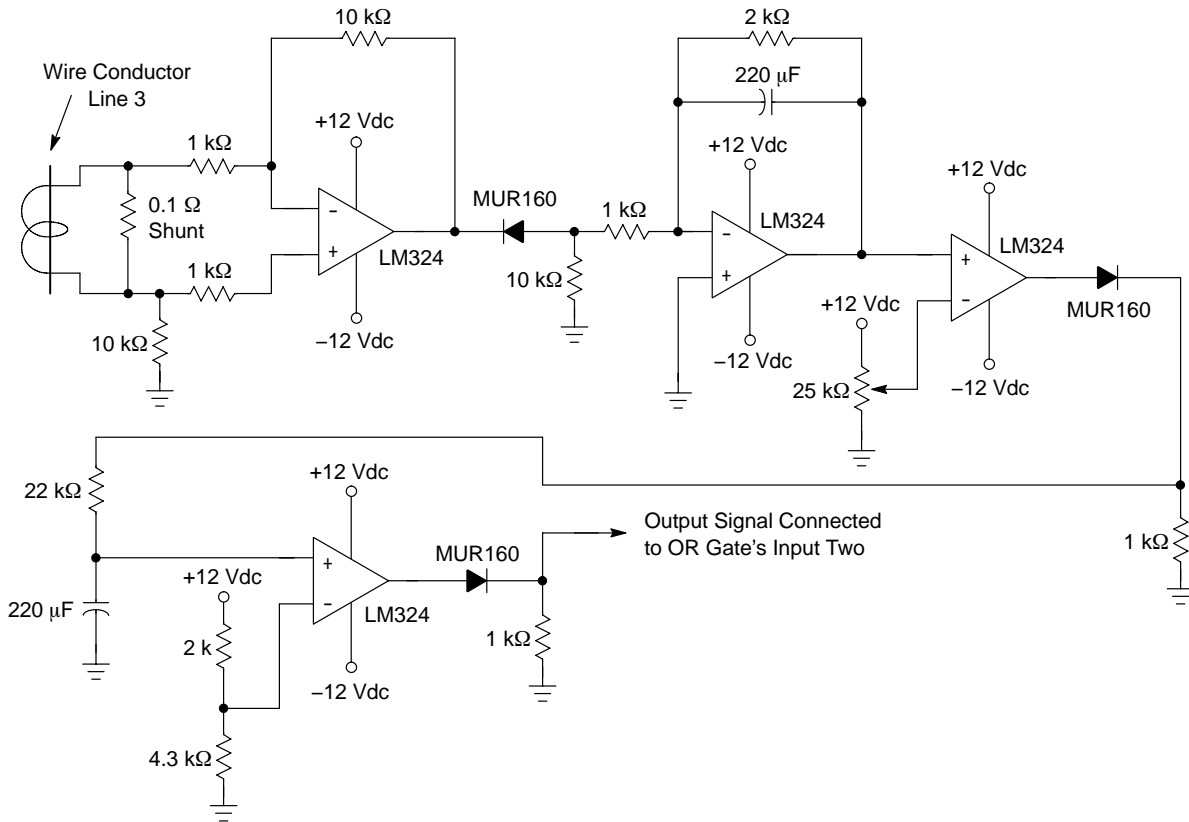 10 kΩ
2 kΩ
Wire Conductor
Line 3
220 μF
+12 Vdc
1 kΩ
+12 Vdc
+12 Vdc
MUR160
0.1 Ω
Shunt
1 kΩ
LM324
LM324
LM324
1 kΩ
10 kΩ
+12 Vdc
MUR160
–12 Vdc
–12 Vdc
10 kΩ
25 kΩ
–12 Vdc
+12 Vdc
22 kΩ
Output Signal Connected
to OR Gate's Input Two
MUR160
1 kΩ
+12 Vdc
220 μF
LM324
2 k
1 kΩ
–12 Vdc
4.3 kΩ